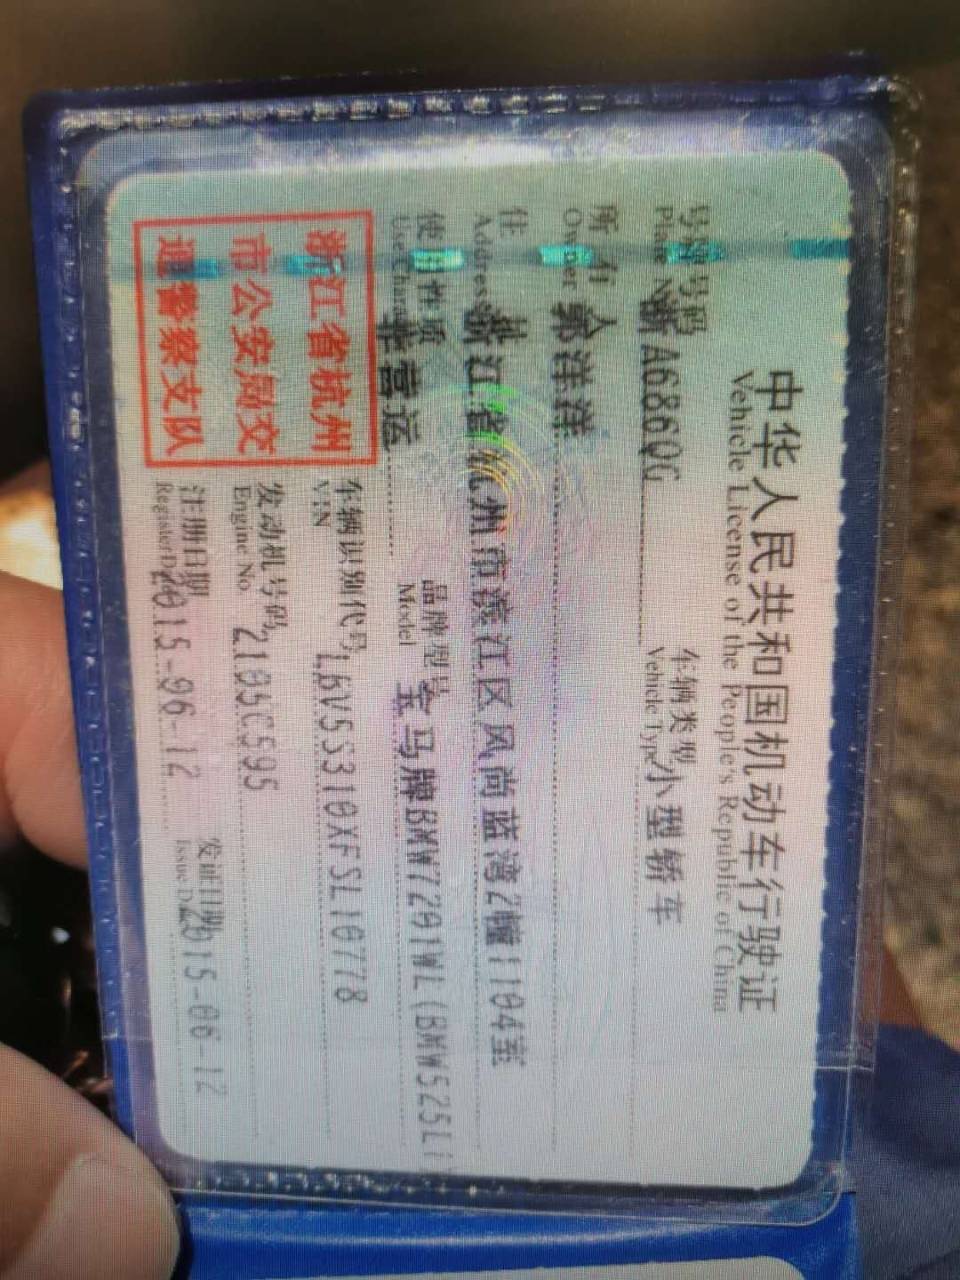 中华人民共和国机动车行驶证
Vehicle License of the People's Republic of China
号牌号码 浙A686QG 车辆类型 小型轿车
Plate No. Vehicle Type
所有人 郭洋洋
Owner
住址 浙江省杭州市滨江区风尚蓝湾2幢1104室
Address
使用性质 非营运 品牌型号 宝马牌BMW7201WL(BMW525LI
Use Character Model
浙江省杭州
市公安局交
通警察支队
车辆识别代号 L6V5S310XFSL10778
VIN
发动机号码 2105C595
Engine No.
注册日期 2015-06-12 发证日期 2015-06-12
Register Date Issue Date